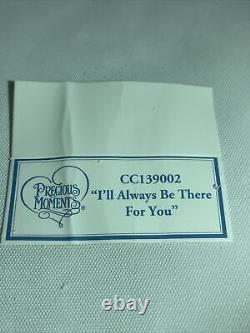 PRECIOUS
MOMENTS®
CC139002
“I’ll Always Be There
For You”